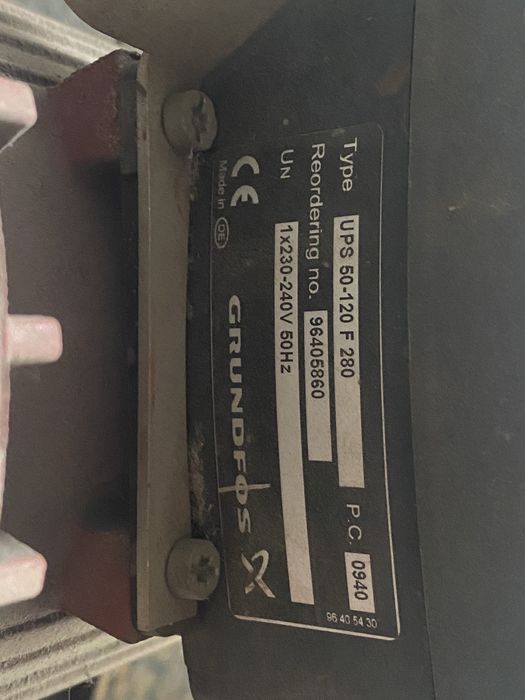 Type UPS 50-120 F 280 P.C. 0940
Reordering no. 96405860
UN 1x230-240V 50Hz
CE
Made in DE
GRUNDFOS X
96 40 54 30